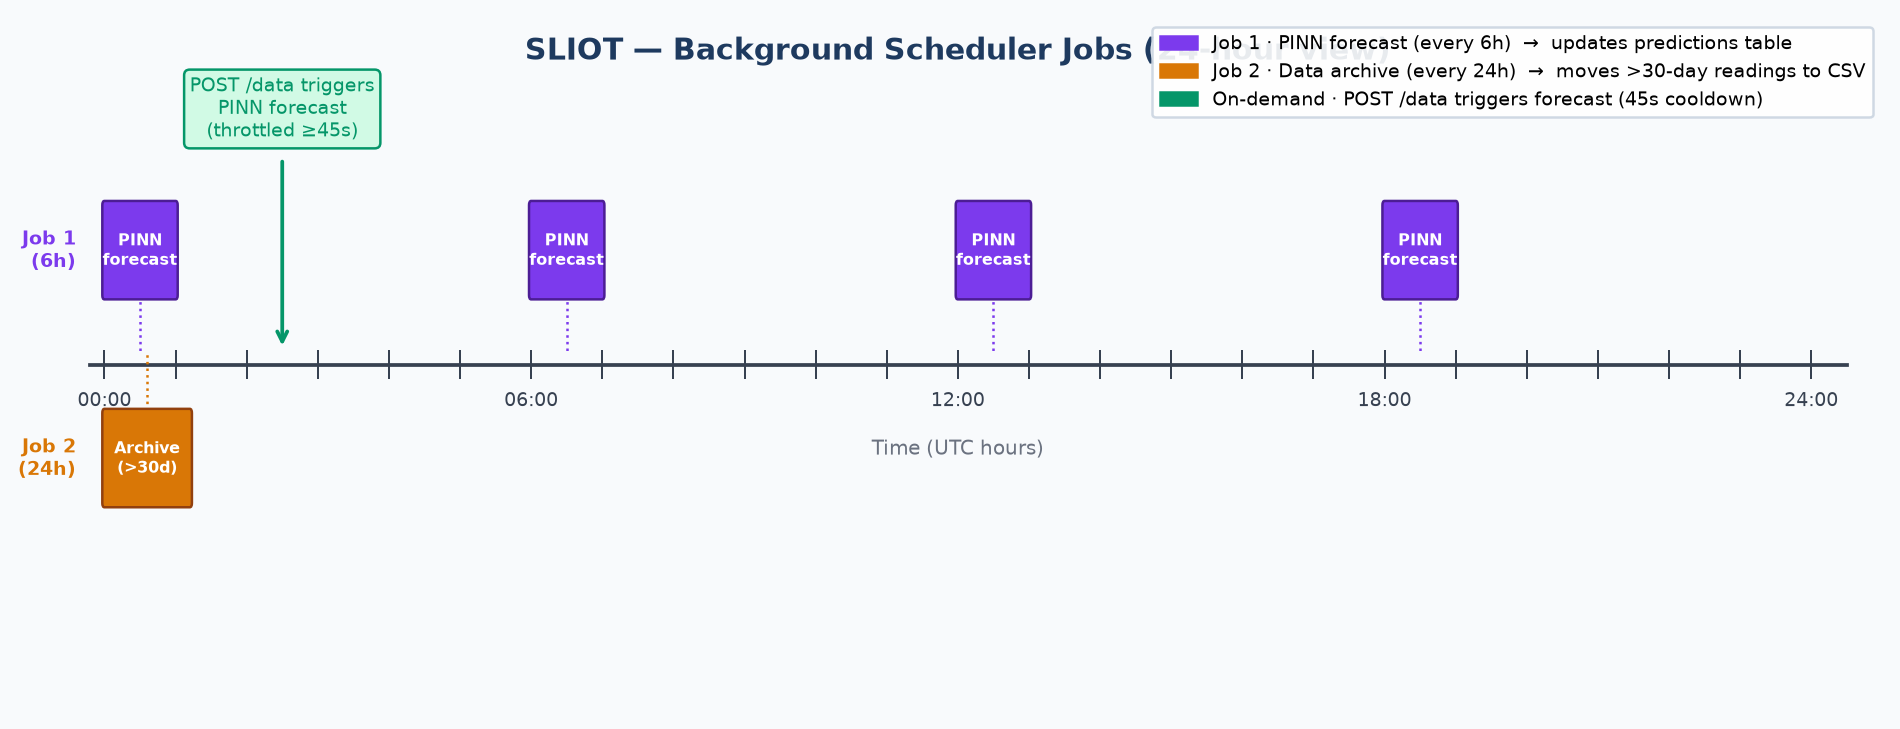 SLIOT — Background Scheduler Jobs (24-hour view)
Job 1 · PINN forecast (every 6h) → updates predictions table
Job 2 · Data archive (every 24h) → moves >30-day readings to CSV
On-demand · POST /data triggers forecast (45s cooldown)
POST /data triggers
PINN forecast
(throttled ≥45s)
Job 1
(6h)
PINN
forecast
PINN
forecast
PINN
forecast
PINN
forecast
00:00
06:00
12:00
18:00
24:00
Job 2
(24h)
Archive
(>30d)
Time (UTC hours)